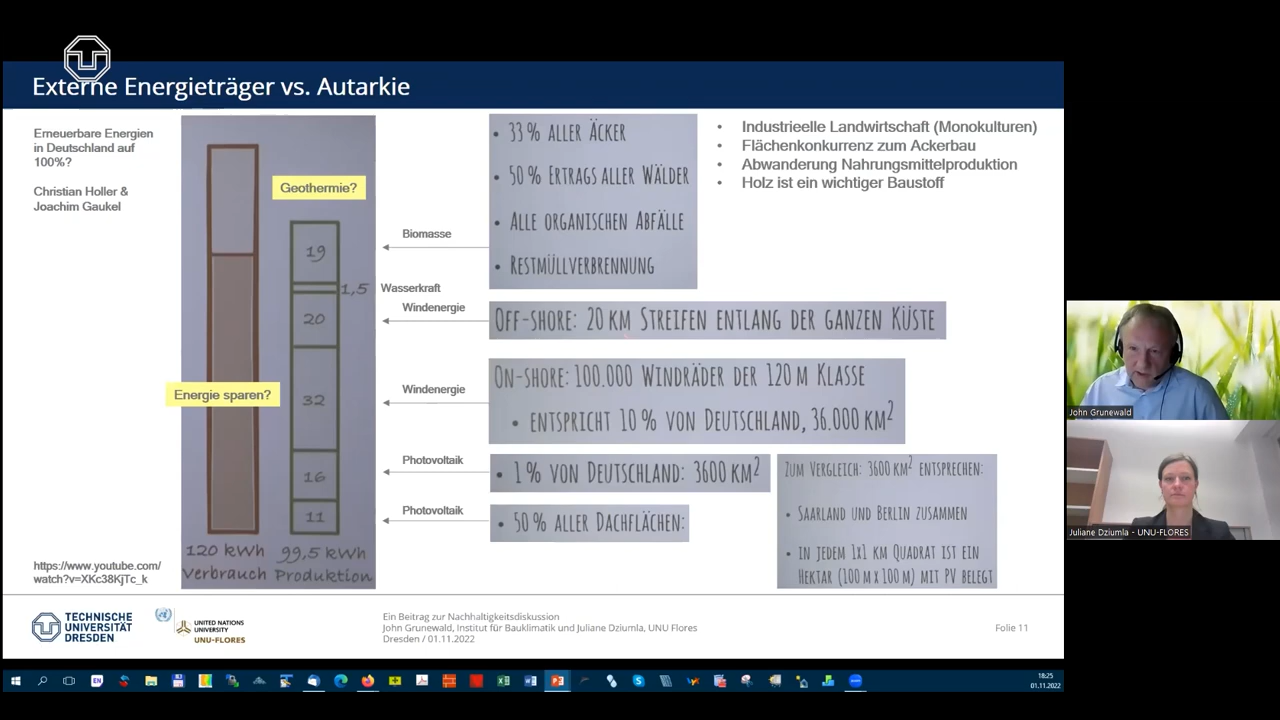 Externe Energieträger vs. Autarkie
Erneuerbare Energien
in Deutschland auf
100%?
Christian Holler &
Joachim Gaukel
Geothermie?
19
1,5
20
32
16
11
Energie sparen?
120 kWh
Verbrauch
99,5 kWh
Produktion
Biomasse
Wasserkraft
Windenergie
Windenergie
Photovoltaik
Photovoltaik
• 33 % ALLER ÄCKER
• 50 % ERTRAGS ALLER WÄLDER
• ALLE ORGANISCHEN ABFÄLLE
• RESTMÜLLVERBRENNUNG
• Industrieelle Landwirtschaft (Monokulturen)
• Flächenkonkurrenz zum Ackerbau
• Abwanderung Nahrungsmittelproduktion
• Holz ist ein wichtiger Baustoff
OFF-SHORE: 20 KM STREIFEN ENTLANG DER GANZEN KÜSTE
ON-SHORE: 100.000 WINDRÄDER DER 120 M KLASSE
• ENTSPRICHT 10 % VON DEUTSCHLAND, 36.000 KM²
• 1 % VON DEUTSCHLAND: 3600 KM²
• 50 % ALLER DACHFLÄCHEN:
ZUM VERGLEICH: 3600 KM² ENTSPRECHEN:
• SAARLAND UND BERLIN ZUSAMMEN
• IN JEDEM 1X1 KM QUADRAT IST EIN
HEKTAR (100 M X 100 M) MIT PV BELEGT
https://www.youtube.com/
watch?v=XKc38KjTc_k
TECHNISCHE
UNIVERSITÄT
DRESDEN
UNITED NATIONS
UNIVERSITY
UNU-FLORES
Ein Beitrag zur Nachhaltigkeitsdiskussion
John Grunewald, Institut für Bauklimatik und Juliane Dziumla, UNU Flores
Dresden / 01.11.2022
Folie 11
John Grunewald
Juliane Dziumla - UNU-FLORES
EN
18:25
01.11.2022